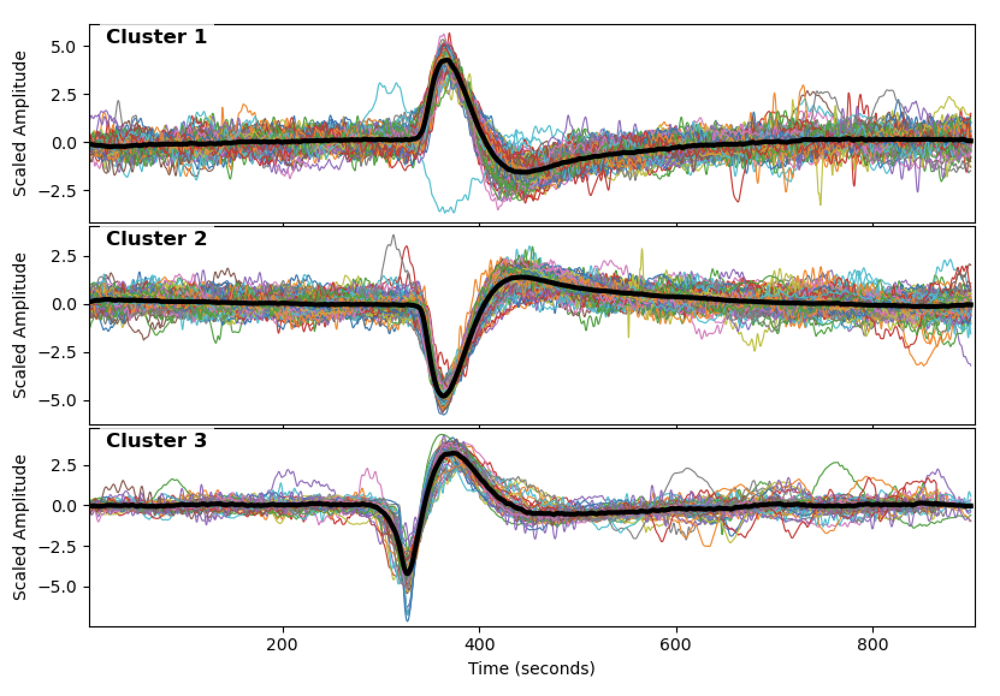 Cluster 1
Scaled Amplitude
5.0
2.5
0.0
−2.5
Cluster 2
Scaled Amplitude
2.5
0.0
−2.5
−5.0
Cluster 3
Scaled Amplitude
2.5
0.0
−2.5
−5.0
200 400 600 800
Time (seconds)